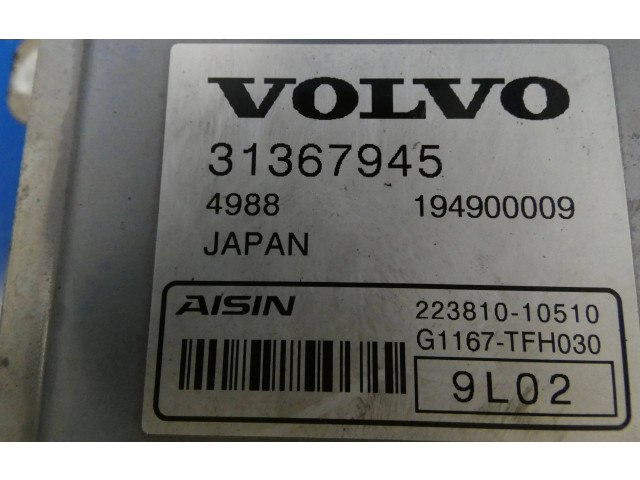 VOLVO
31367945
4988 194900009
JAPAN
AISIN 223810-10510
G1167-TFH030
9L02